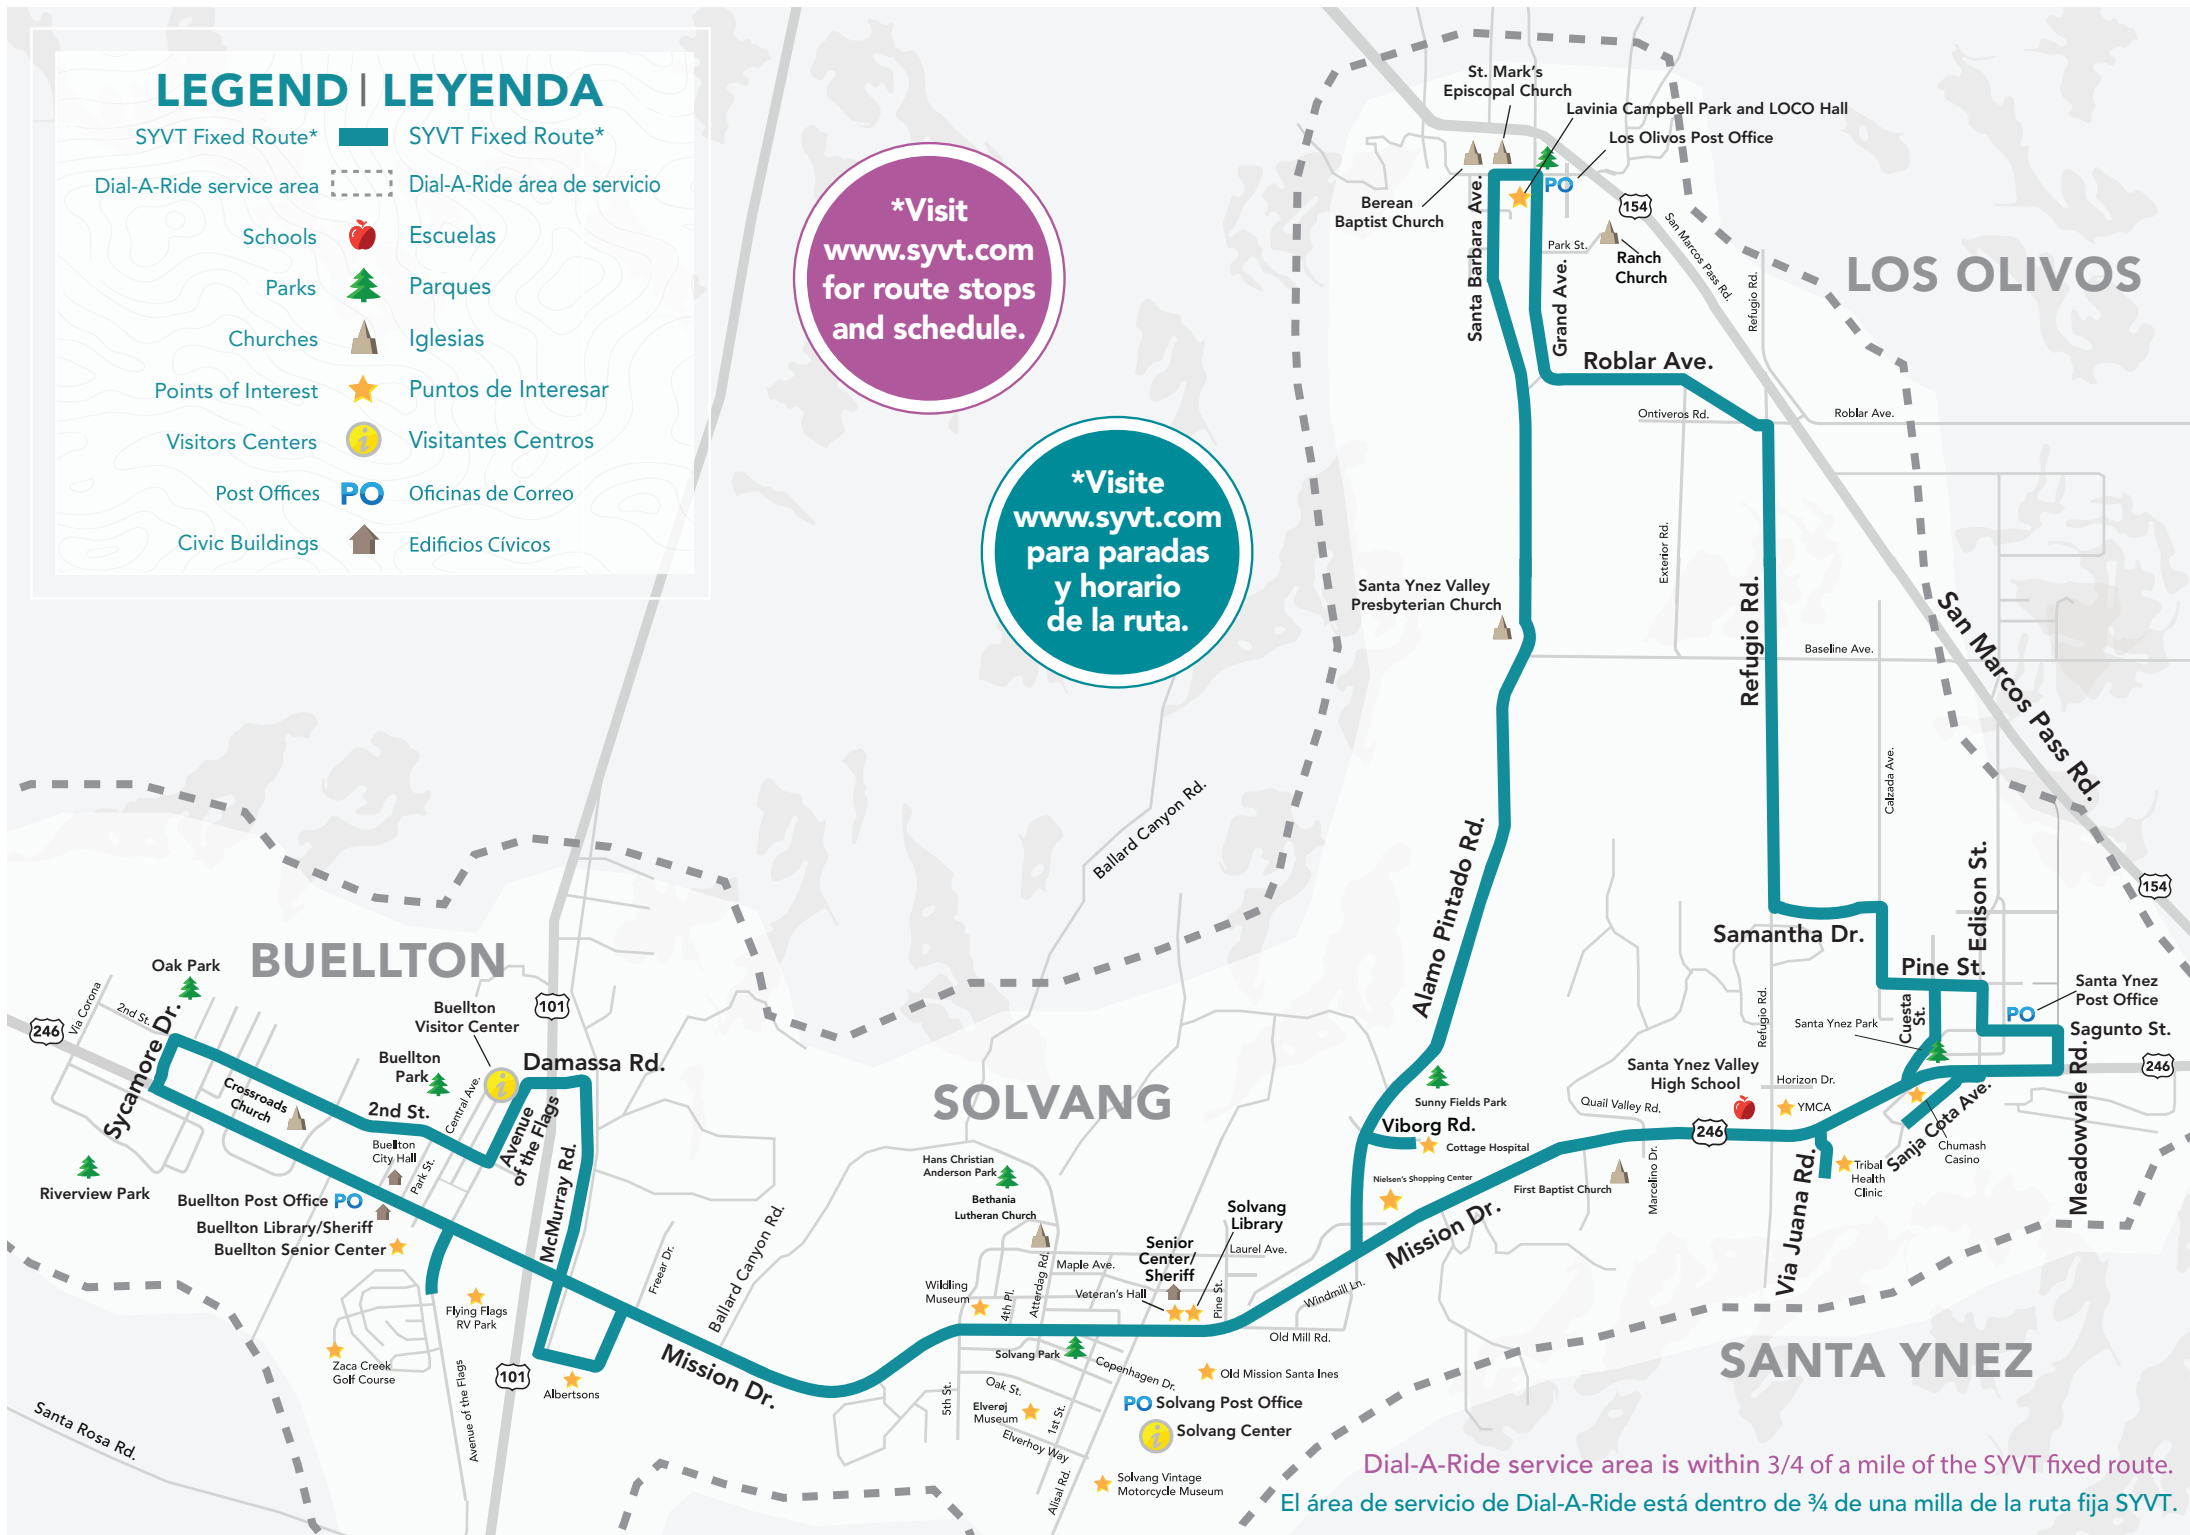 LEGEND | LEYENDA
SYVT Fixed Route* SYVT Fixed Route*
Dial-A-Ride service area Dial-A-Ride área de servicio
Schools Escuelas
Parks Parques
Churches Iglesias
Points of Interest Puntos de Interesar
Visitors Centers i Visitantes Centros
Post Offices PO Oficinas de Correo
Civic Buildings Edificios Cívicos
*Visit
www.syvt.com
for route stops
and schedule.
*Visite
www.syvt.com
para paradas
y horario
de la ruta.
St. Mark's
Episcopal Church
Lavinia Campbell Park and LOCO Hall
Los Olivos Post Office
PO
Berean
Baptist Church
Santa Barbara Ave.
Grand Ave.
Park St.
Ranch
Church
154
San Marcos Pass Rd.
Refugio Rd.
LOS OLIVOS
Roblar Ave.
Ontiveros Rd.
Roblar Ave.
Exterior Rd.
Refugio Rd.
Santa Ynez Valley
Presbyterian Church
Baseline Ave.
San Marcos Pass Rd.
Calzada Ave.
Ballard Canyon Rd.
Alamo Pintado Rd.
Edison St.
154
Samantha Dr.
Pine St.
Cuesta
St.
Santa Ynez
Post Office
PO
Sagunto St.
Santa Ynez Park
Refugio Rd.
Meadowvale Rd.
246
Santa Ynez Valley
High School
Horizon Dr.
YMCA
Quail Valley Rd.
246
Sanja Cota Ave.
Chumash
Casino
Tribal
Health
Clinic
Via Juana Rd.
Marcelino Dr.
First Baptist Church
Sunny Fields Park
Viborg Rd.
Cottage Hospital
Nielsen's Shopping Center
Mission Dr.
SANTA YNEZ
BUELLTON
Oak Park
Via Corona
2nd St.
246
Sycamore Dr.
Buellton
Visitor Center
i
101
Buellton
Park
Damassa Rd.
Crossroads
Church
2nd St.
Central Ave.
Avenue
of the Flags
Buellton
City Hall
Park St.
McMurray Rd.
Riverview Park
Buellton Post Office PO
Buellton Library/Sheriff
Buellton Senior Center
Flying Flags
RV Park
Zaca Creek
Golf Course
Avenue of the Flags
101
Albertsons
Santa Rosa Rd.
Freear Dr.
Ballard Canyon Rd.
Mission Dr.
SOLVANG
Hans Christian
Anderson Park
Bethania
Lutheran Church
Atterdag Rd.
Maple Ave.
Wildling
Museum
4th Pl.
Senior
Center/
Sheriff
Solvang
Library
Laurel Ave.
Veteran's Hall
Pine St.
Windmill Ln.
Old Mill Rd.
Solvang Park
Copenhagen Dr.
Old Mission Santa Ines
5th St.
Oak St.
Elverøj
Museum
1st St.
Elverhoy Way
Alisal Rd.
PO Solvang Post Office
i Solvang Center
Solvang Vintage
Motorcycle Museum
Dial-A-Ride service area is within 3/4 of a mile of the SYVT fixed route.
El área de servicio de Dial-A-Ride está dentro de ¾ de una milla de la ruta fija SYVT.